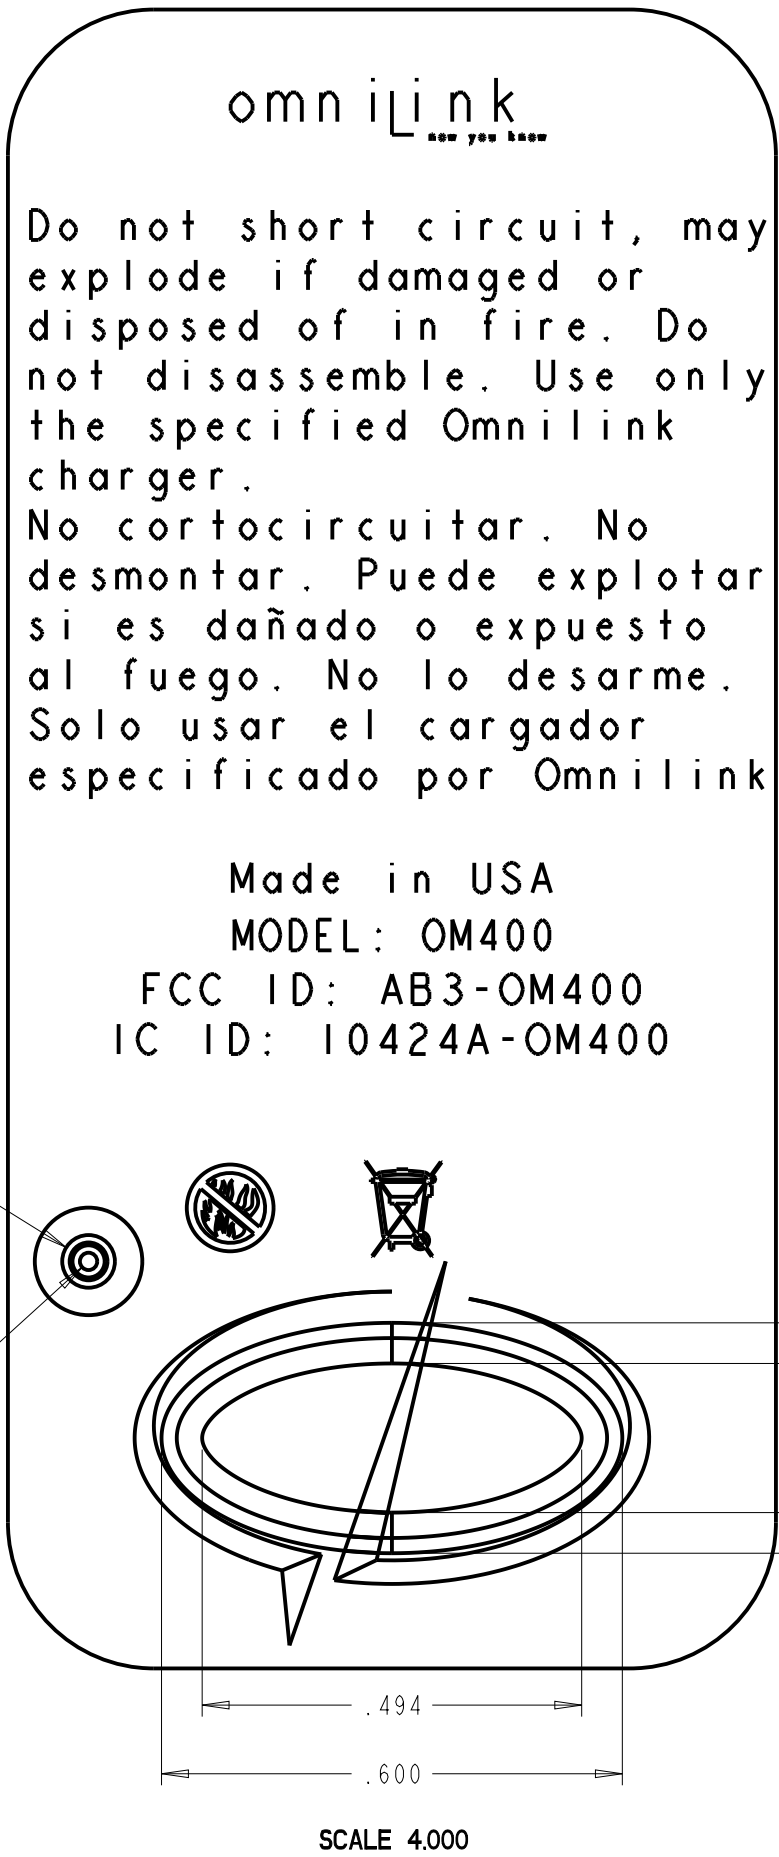 omniLink
now you know
Do not short circuit, may
explode if damaged or
disposed of in fire. Do
not disassemble. Use only
the specified Omnilink
charger.
No cortocircuitar. No
desmontar. Puede explotar
si es dañado o expuesto
al fuego. No lo desarme.
Solo usar el cargador
especificado por Omnilink
Made in USA
MODEL: OM400
FCC ID: AB3-OM400
IC ID: 10424A-OM400
.494
.600
SCALE 4.000